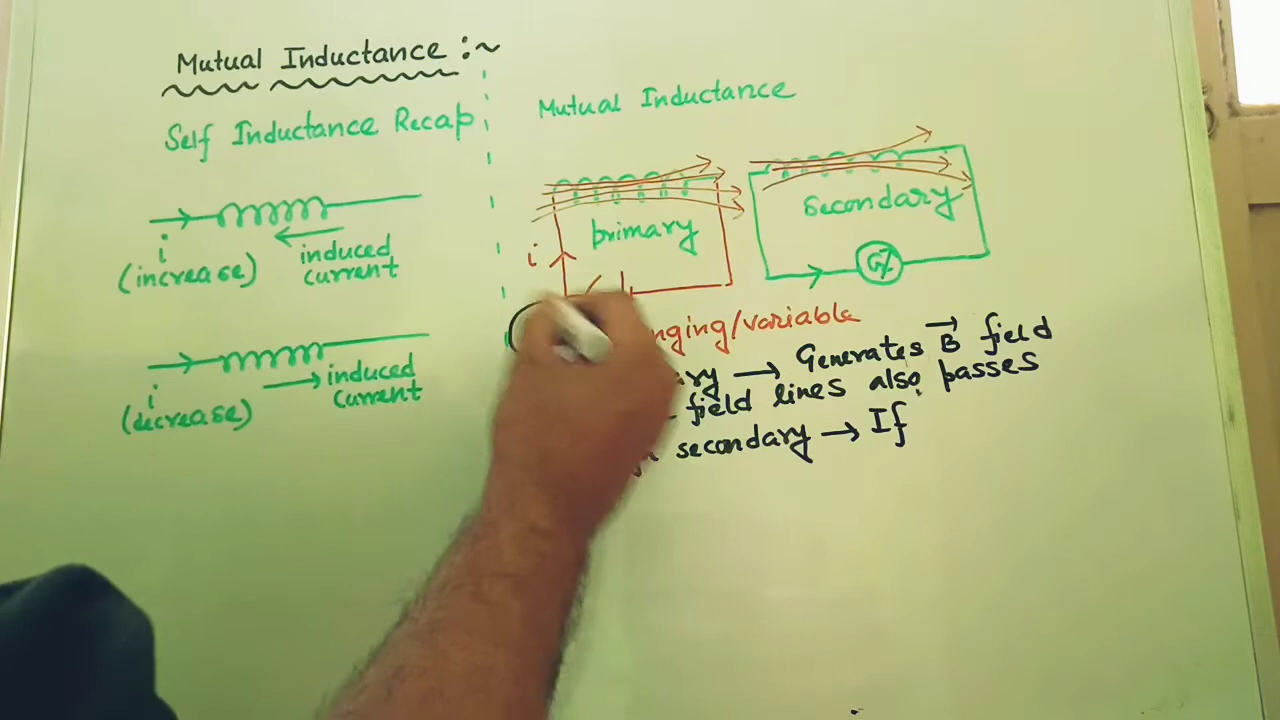 Mutual Inductance :~
Self Inductance Recap
i
(increase)
induced
current
i
(decrease)
induced
current
Mutual Inductance
primary
i
secondary
G
/variable
→ Generates B⃗ field
field lines also passes
secondary → If